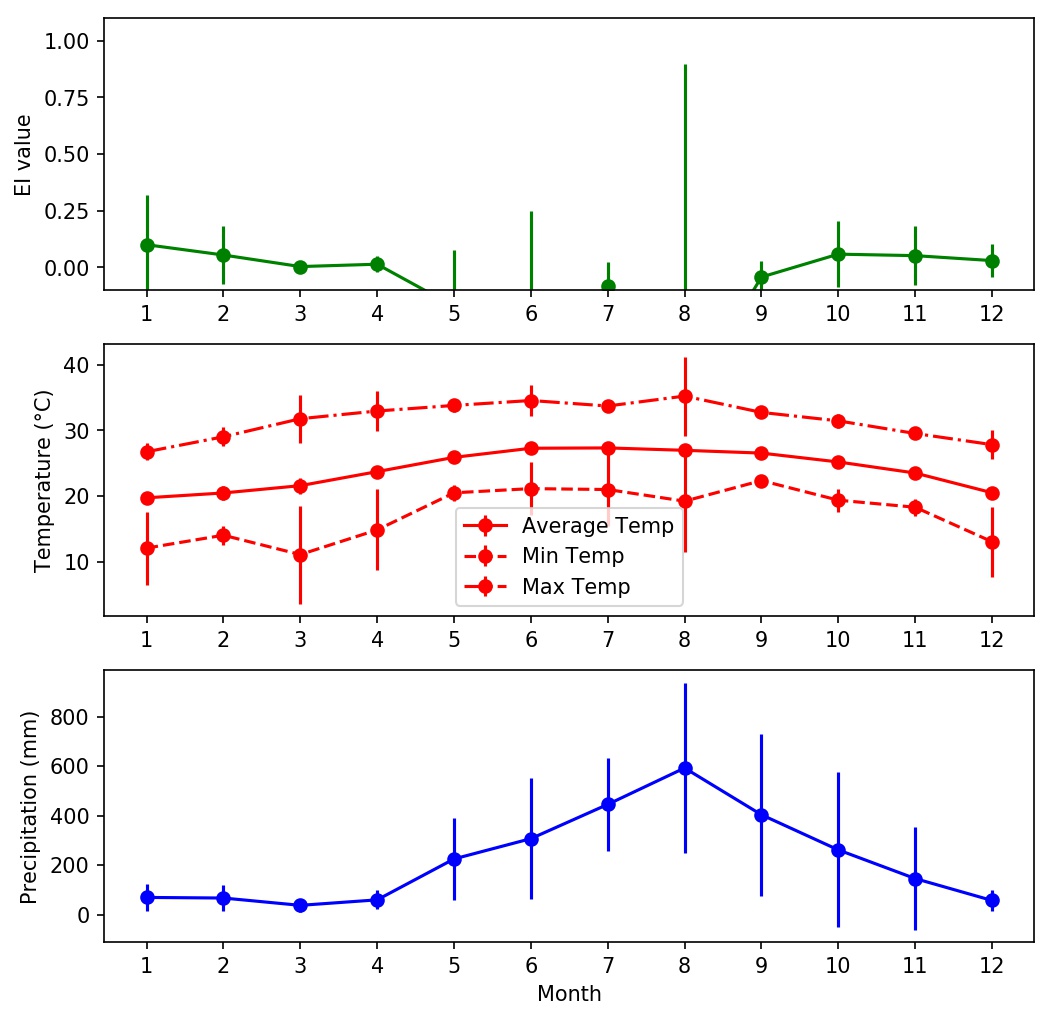 EI value
1.00
0.75
0.50
0.25
0.00
1 2 3 4 5 6 7 8 9 10 11 12
Temperature (°C)
40
30
20
10
Average Temp
Min Temp
Max Temp
1 2 3 4 5 6 7 8 9 10 11 12
Precipitation (mm)
800
600
400
200
0
1 2 3 4 5 6 7 8 9 10 11 12
Month